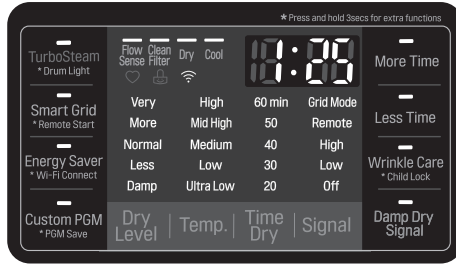 * Press and hold 3secs for extra functions
TurboSteam
* Drum Light
Smart Grid
* Remote Start
Energy Saver
* Wi-Fi Connect
Custom PGM
* PGM Save
Flow Sense
Clean Filter
Dry
Cool
1:25
Very High 60 min Grid Mode
More Mid High 50 Remote
Normal Medium 40 High
Less Low 30 Low
Damp Ultra Low 20 Off
Dry Level
Temp.
Time Dry
Signal
More Time
Less Time
Wrinkle Care
* Child Lock
Damp Dry
Signal